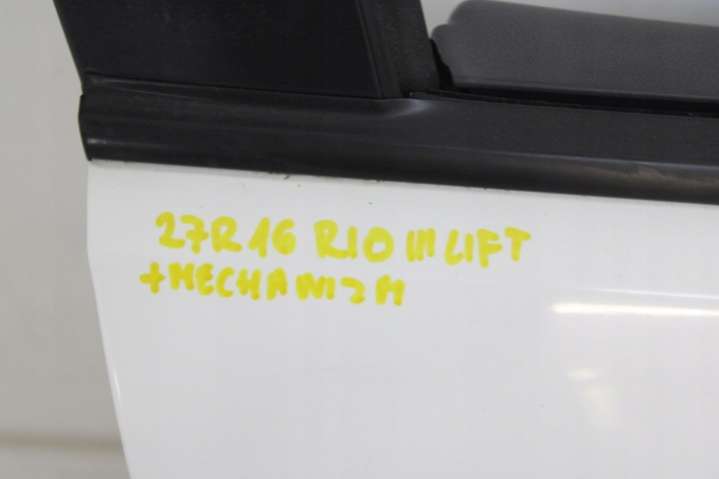 27R16 RIO III LIFT
+MECHANIZM